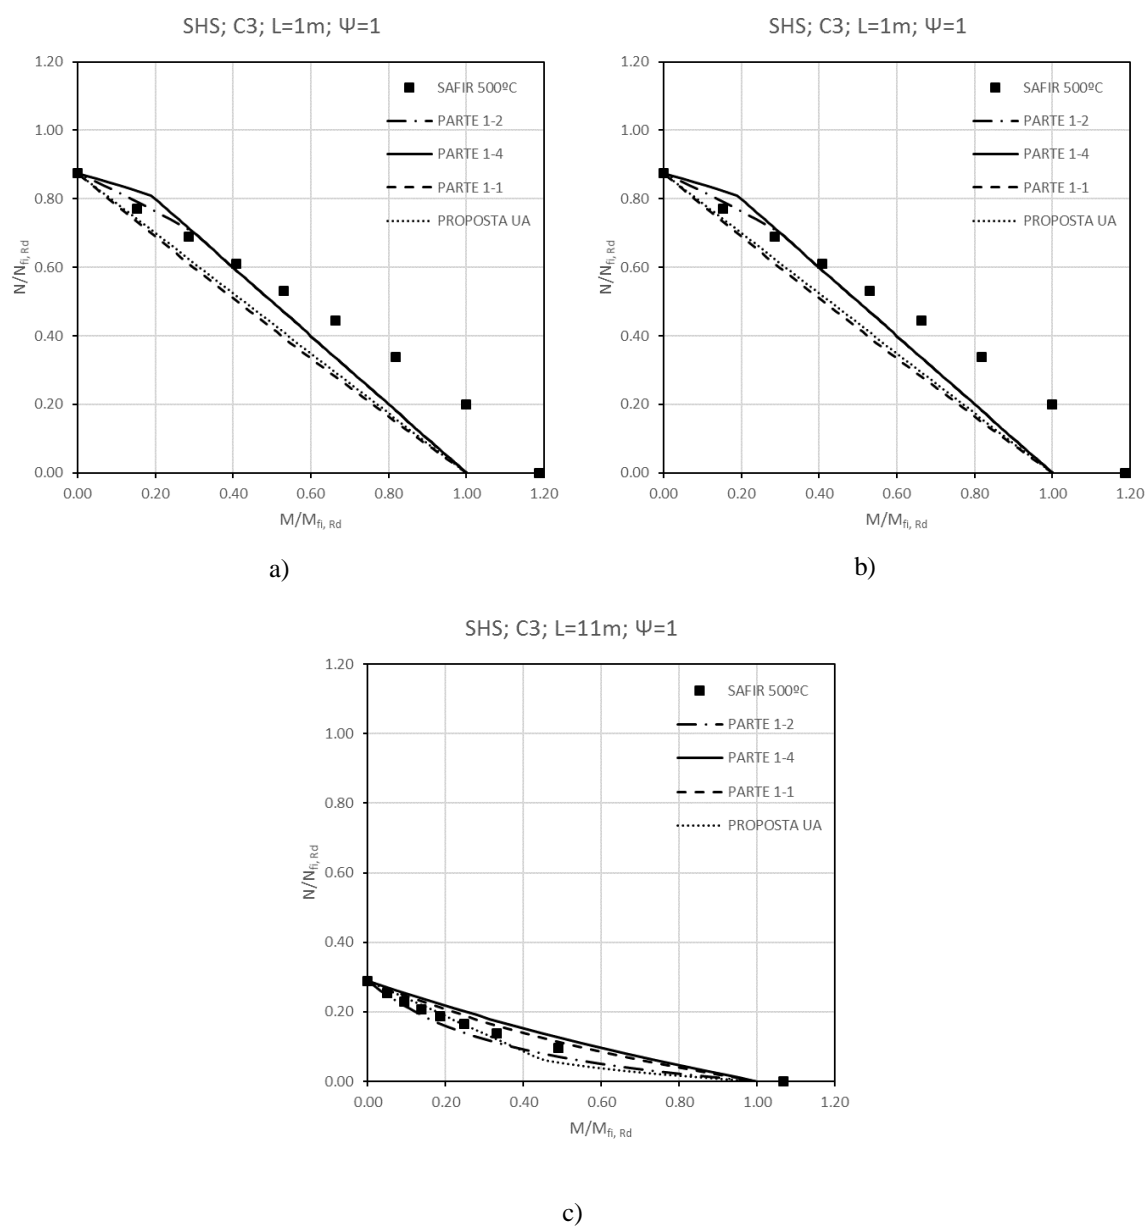 SHS; C3; L=1m; Ψ=1
1.20
1.00
0.80
0.60
0.40
0.20
0.00
N/Nfi,Rd
0.00 0.20 0.40 0.60 0.80 1.00 1.20
M/Mfi, Rd
SAFIR 500ºC
PARTE 1-2
PARTE 1-4
PARTE 1-1
PROPOSTA UA
a)
SHS; C3; L=1m; Ψ=1
1.20
1.00
0.80
0.60
0.40
0.20
0.00
N/Nfi,Rd
0.00 0.20 0.40 0.60 0.80 1.00 1.20
M/Mfi, Rd
SAFIR 500ºC
PARTE 1-2
PARTE 1-4
PARTE 1-1
PROPOSTA UA
b)
SHS; C3; L=11m; Ψ=1
1.20
1.00
0.80
0.60
0.40
0.20
0.00
N/Nfi,Rd
0.00 0.20 0.40 0.60 0.80 1.00 1.20
M/Mfi, Rd
SAFIR 500ºC
PARTE 1-2
PARTE 1-4
PARTE 1-1
PROPOSTA UA
c)